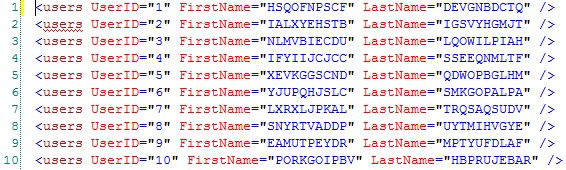 1 <users UserID="1" FirstName="HSQOFNPSCF" LastName="DEVGNBDCTQ" />
2 <users UserID="2" FirstName="IALXYEHSTB" LastName="IGSVYHGMJT" />
3 <users UserID="3" FirstName="NLMVBIECDU" LastName="LQOWILPIAH" />
4 <users UserID="4" FirstName="IFYIIJCJCC" LastName="SSEEQNMLTF" />
5 <users UserID="5" FirstName="XEVKGGSCND" LastName="QDWOPBGLHM" />
6 <users UserID="6" FirstName="YJUPQHJSLC" LastName="SMKGOPALPA" />
7 <users UserID="7" FirstName="LXRXLJPKAL" LastName="TRQSAQSUDV" />
8 <users UserID="8" FirstName="SNYRTVADDP" LastName="UYTMIHVGYE" />
9 <users UserID="9" FirstName="EAMUTPEYDR" LastName="MPTYUFDLAF" />
10 <users UserID="10" FirstName="PORKGOIPBV" LastName="HBPRUJEBAR" />